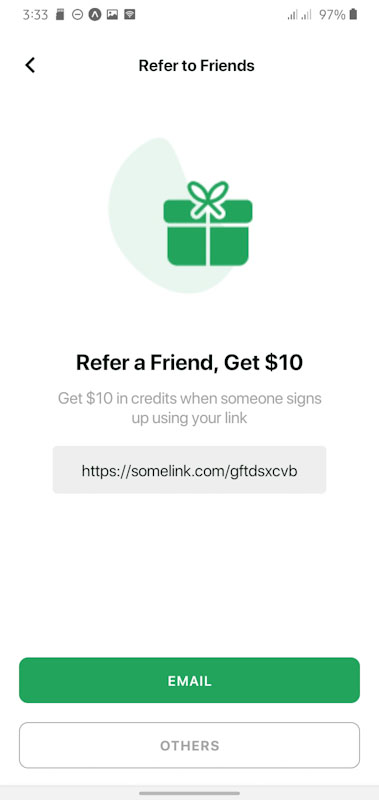 3:33 97%
Refer to Friends
Refer a Friend, Get $10
Get $10 in credits when someone signs
up using your link
https://somelink.com/gftdsxcvb
EMAIL
OTHERS